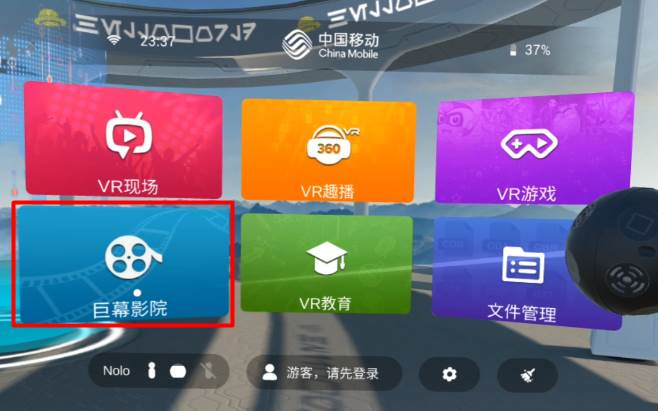 23:37
中国移动
China Mobile
37%
VR现场
VR
360
VR趣播
VR游戏
巨幕影院
VR教育
文件管理
Nolo
游客，请先登录